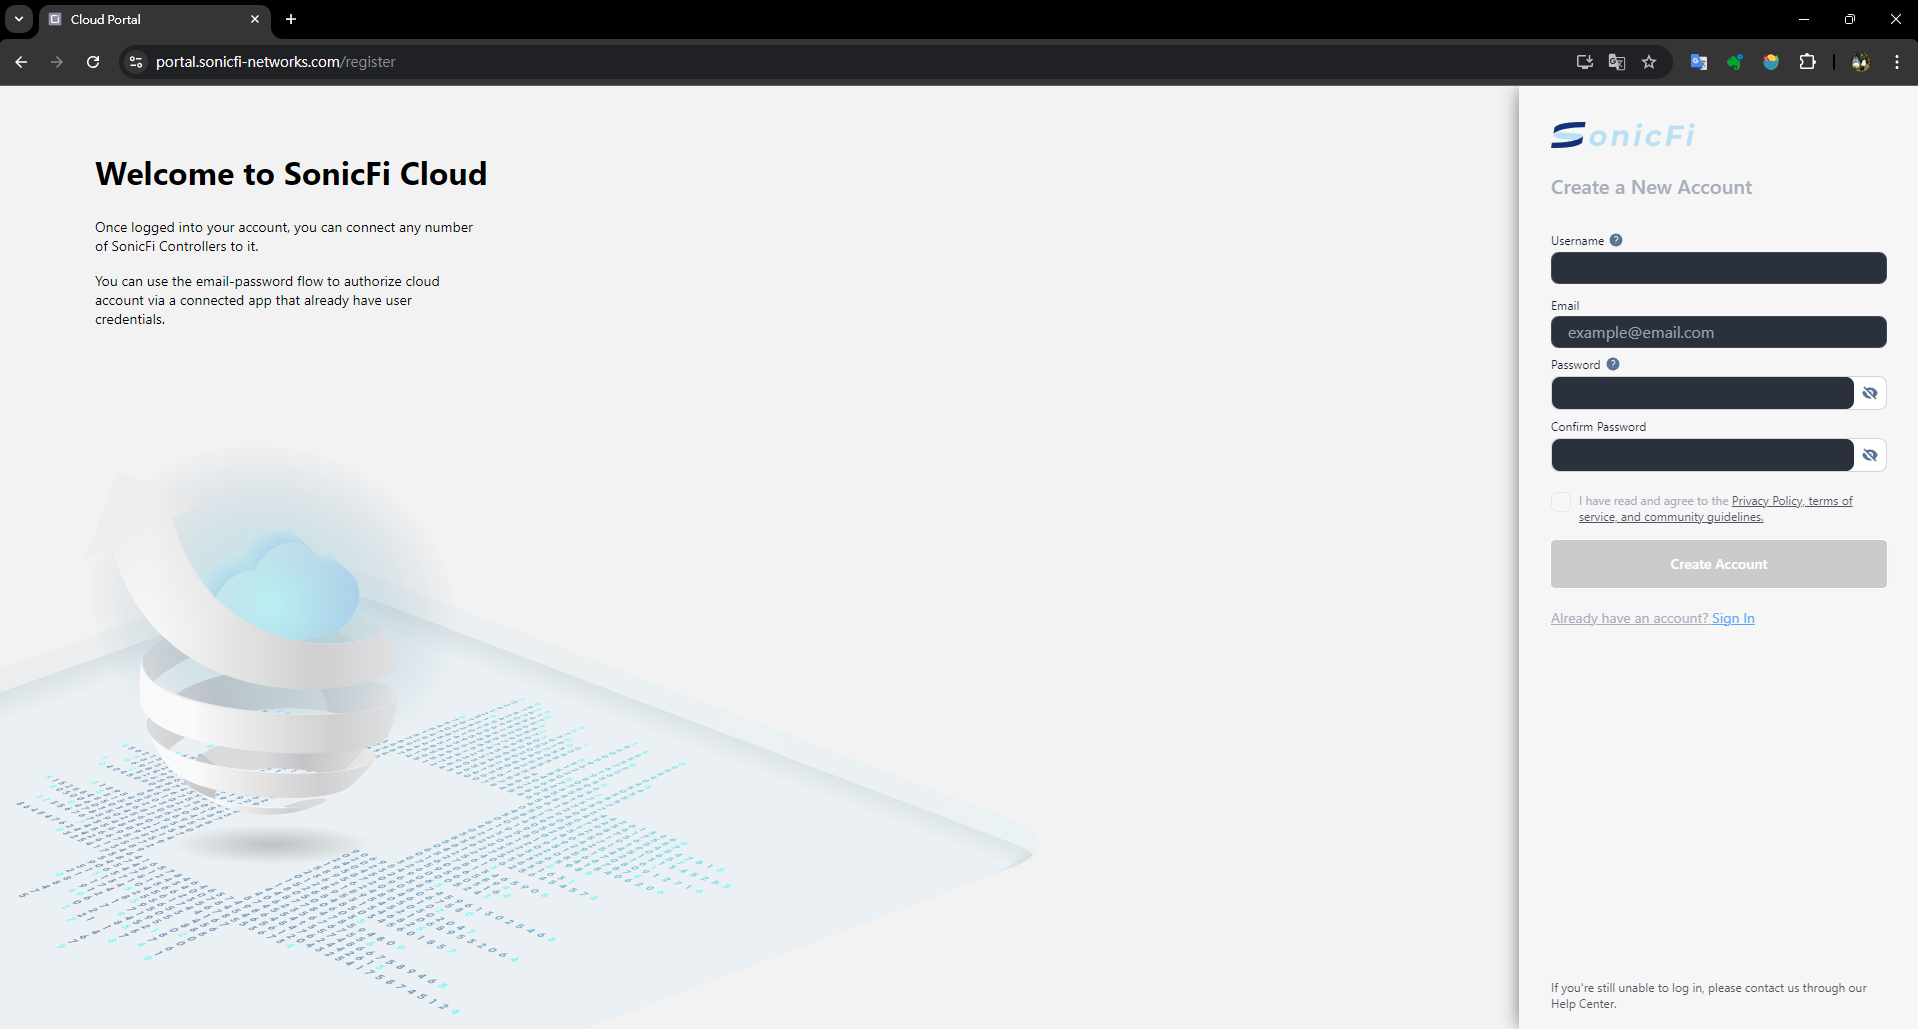 Cloud Portal
portal.sonicfi-networks.com/register
Welcome to SonicFi Cloud
Once logged into your account, you can connect any number
of SonicFi Controllers to it.
You can use the email-password flow to authorize cloud
account via a connected app that already have user
credentials.
SonicFi
Create a New Account
Username ?
Email
example@email.com
Password ?
Confirm Password
I have read and agree to the Privacy Policy, terms of
service, and community guidelines.
Create Account
Already have an account? Sign In
If you're still unable to log in, please contact us through our
Help Center.